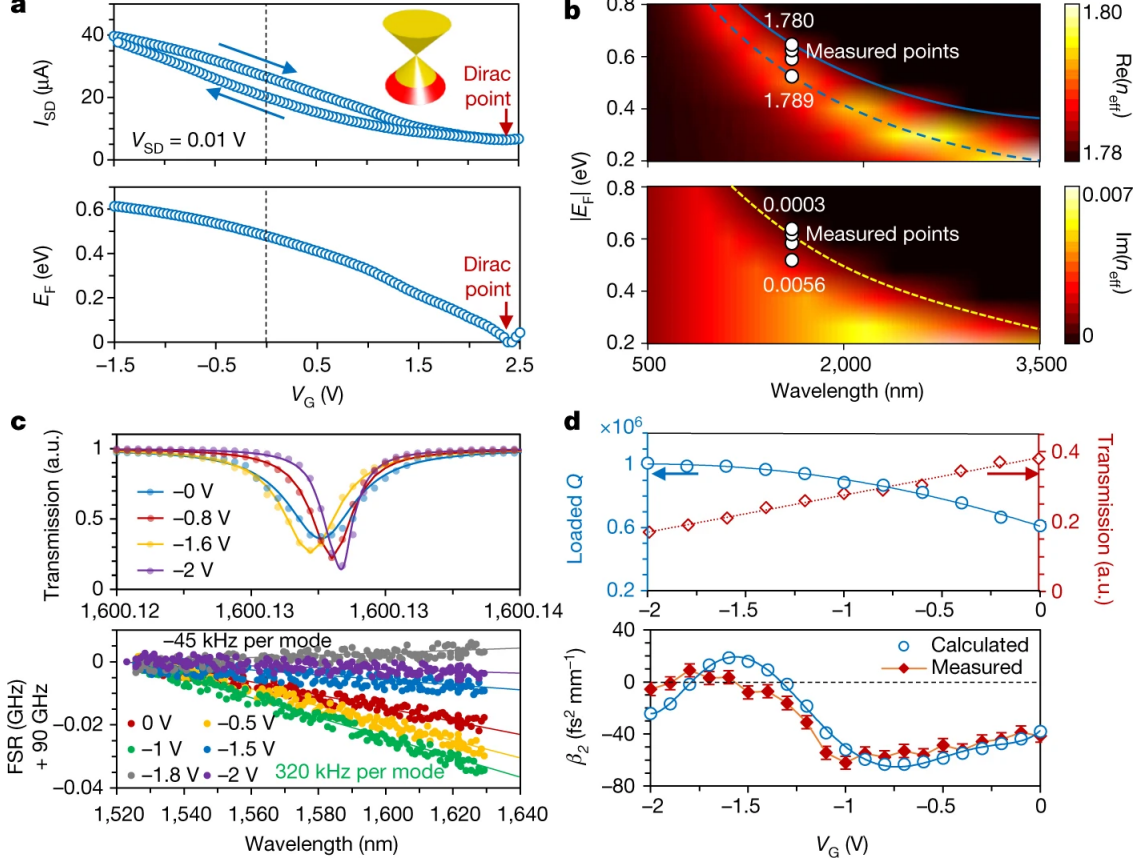 a
40
20
0
I_SD (μA)
V_SD = 0.01 V
Dirac
point
0.6
0.4
0.2
0
E_F (eV)
Dirac
point
−1.5
−0.5
0.5
1.5
2.5
V_G (V)
b
0.8
0.6
0.4
0.2
1.780
Measured points
1.789
1.80
1.78
Re(n_eff)
|E_F| (eV)
0.8
0.6
0.4
0.2
0.0003
Measured points
0.0056
0.007
0
Im(n_eff)
500
2,000
3,500
Wavelength (nm)
c
1
0.5
0
Transmission (a.u.)
−0 V
−0.8 V
−1.6 V
−2 V
1,600.12
1,600.13
1,600.13
1,600.14
0
−0.02
−0.04
FSR (GHz)
+ 90 GHz
−45 kHz per mode
0 V
−0.5 V
−1 V
−1.5 V
−1.8 V
−2 V
320 kHz per mode
1,520
1,540
1,560
1,580
1,600
1,620
1,640
Wavelength (nm)
d
×10⁶
1
0.6
0.2
Loaded Q
0.4
0.2
0
Transmission (a.u.)
−2
−1.5
−1
−0.5
0
40
0
−40
−80
β₂ (fs² mm⁻¹)
Calculated
Measured
−2
−1.5
−1
−0.5
0
V_G (V)